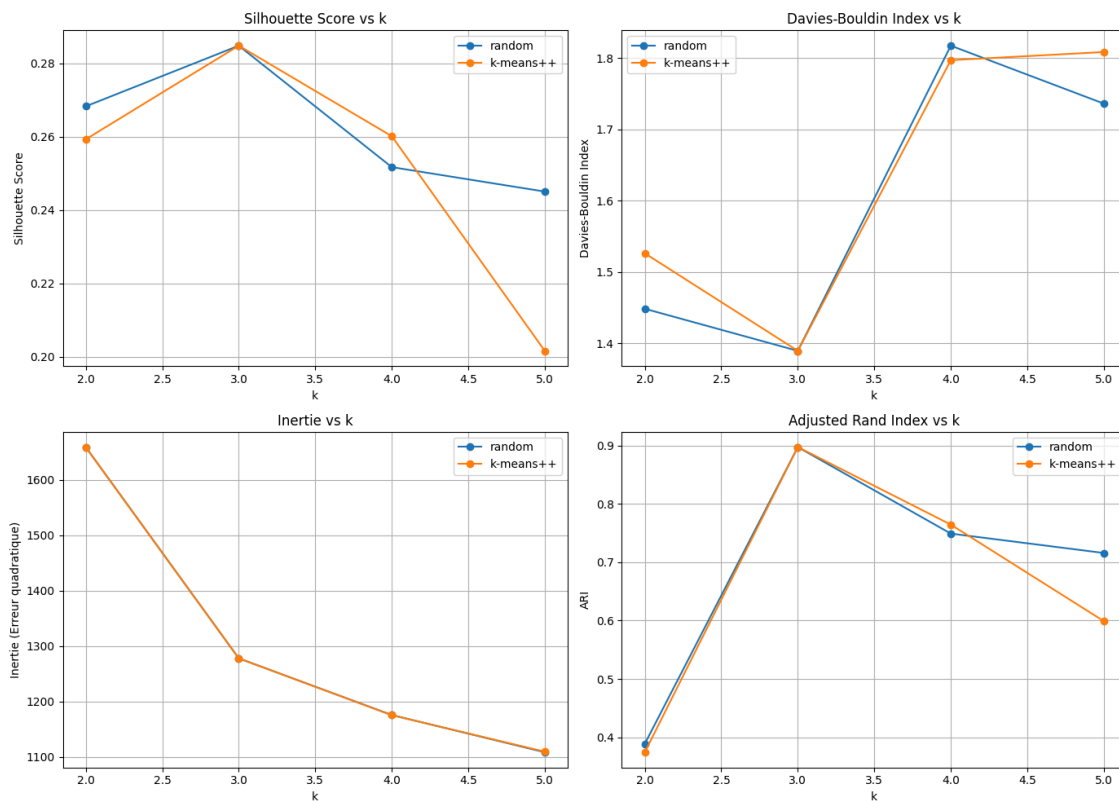 Silhouette Score vs k
random
k-means++
Silhouette Score
0.28
0.26
0.24
0.22
0.20
2.0 2.5 3.0 3.5 4.0 4.5 5.0
k
Davies-Bouldin Index vs k
random
k-means++
Davies-Bouldin Index
1.8
1.7
1.6
1.5
1.4
2.0 2.5 3.0 3.5 4.0 4.5 5.0
k
Inertie vs k
random
k-means++
Inertie (Erreur quadratique)
1600
1500
1400
1300
1200
1100
2.0 2.5 3.0 3.5 4.0 4.5 5.0
k
Adjusted Rand Index vs k
random
k-means++
ARI
0.9
0.8
0.7
0.6
0.5
0.4
2.0 2.5 3.0 3.5 4.0 4.5 5.0
k